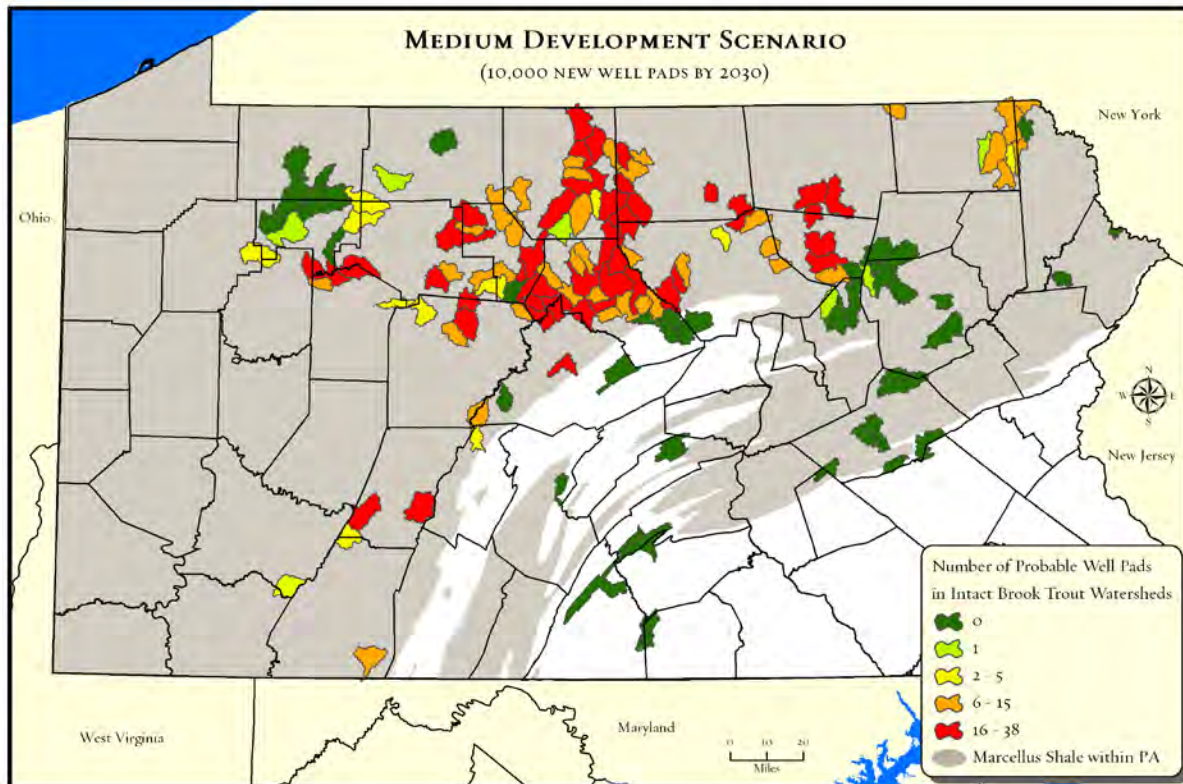 MEDIUM DEVELOPMENT SCENARIO
(10,000 NEW WELL PADS BY 2030)
New York
Ohio
N
W E
S
New Jersey
Number of Probable Well Pads
in Intact Brook Trout Watersheds
0
1
2 - 5
6 - 15
16 - 38
Marcellus Shale within PA
West Virginia
Maryland
0 10 20
Miles